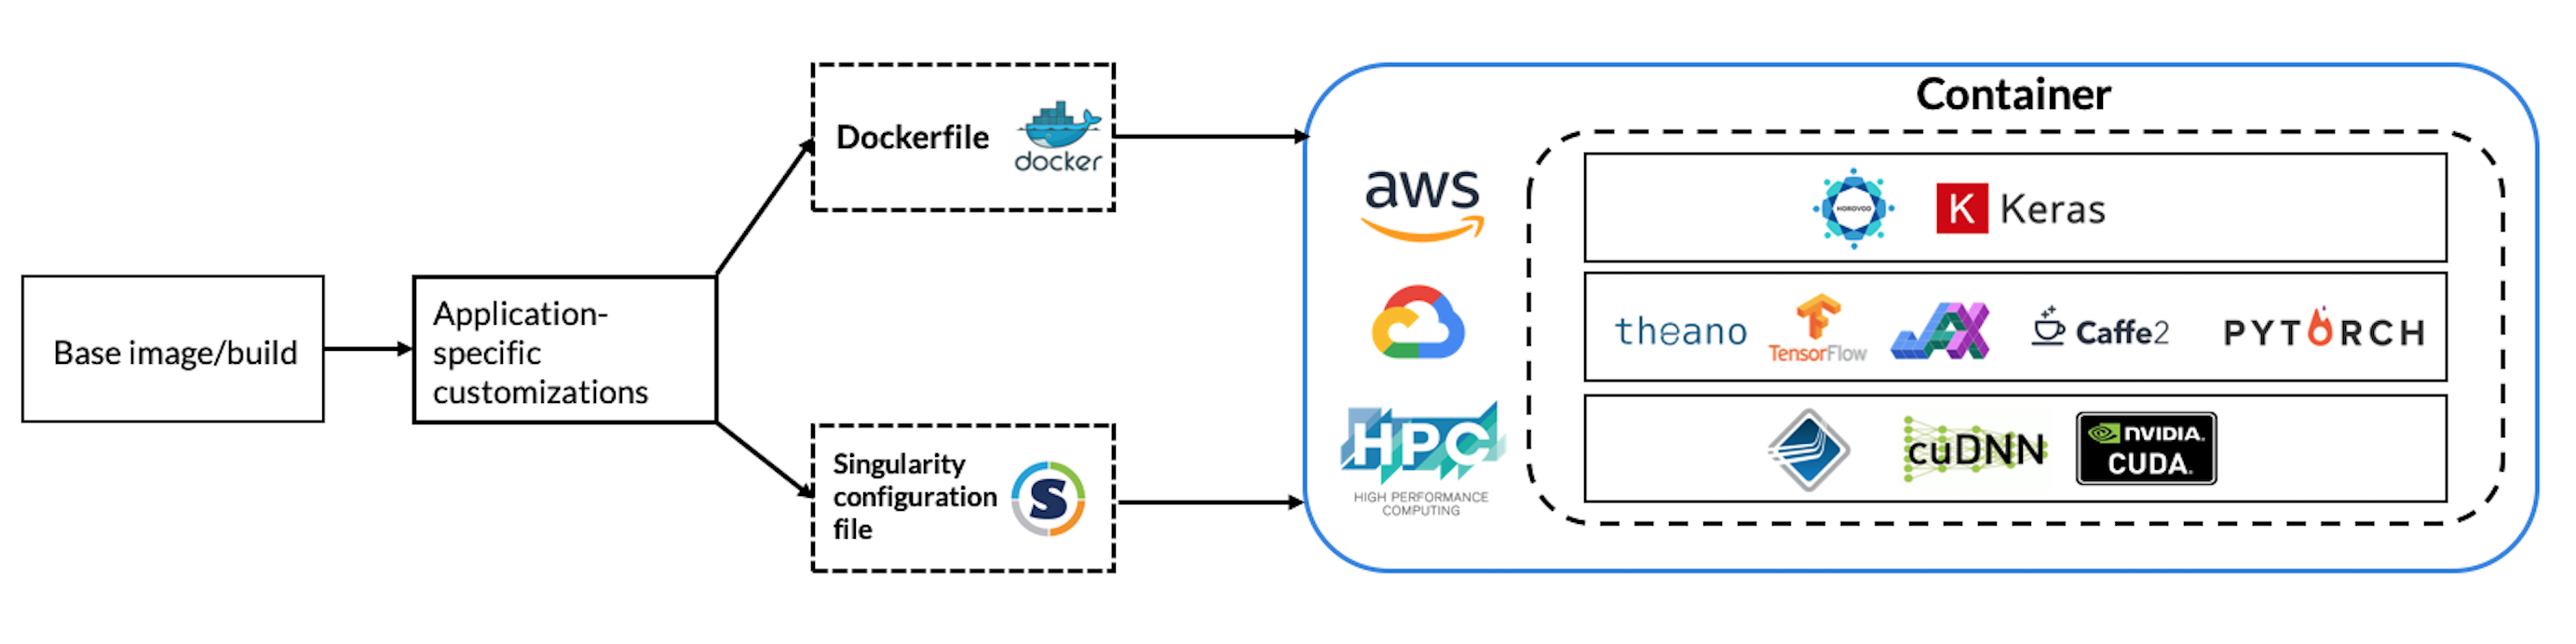 Base image/build
Application-
specific
customizations
Dockerfile
docker
Singularity
configuration
file
S
Container
aws
HPC
HIGH PERFORMANCE
COMPUTING
HOROVOD
K Keras
theano
TensorFlow
JAX
Caffe2
PYTORCH
cuDNN
NVIDIA.
CUDA.